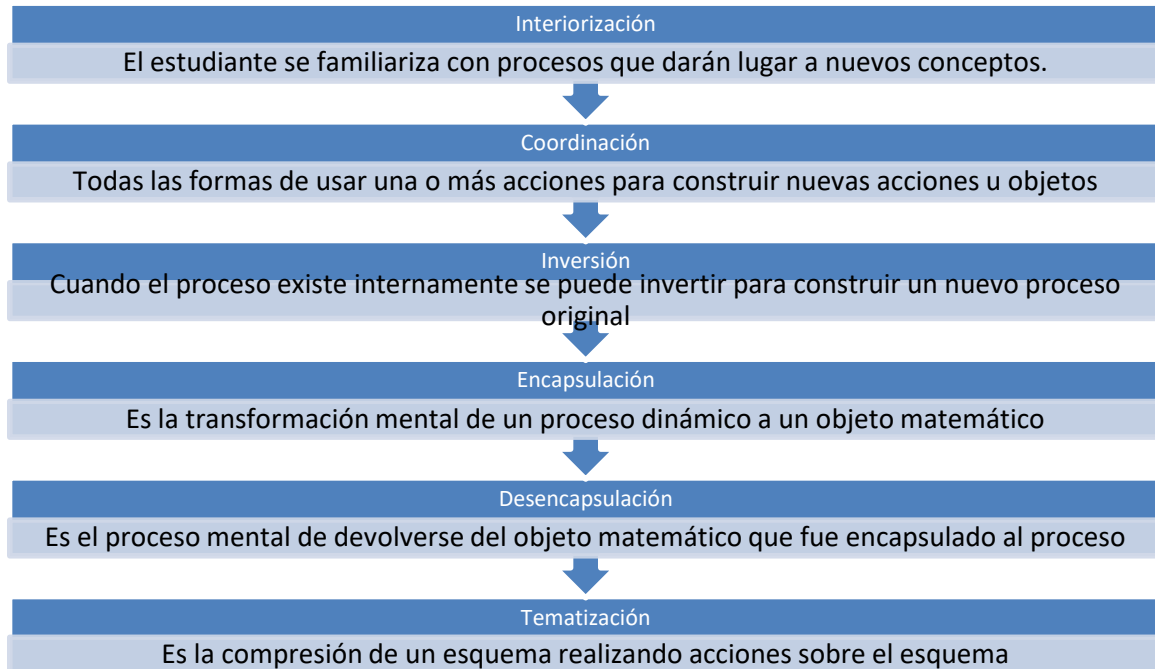 Interiorización
El estudiante se familiariza con procesos que darán lugar a nuevos conceptos.
Coordinación
Todas las formas de usar una o más acciones para construir nuevas acciones u objetos
Inversión
Cuando el proceso existe internamente se puede invertir para construir un nuevo proceso
original
Encapsulación
Es la transformación mental de un proceso dinámico a un objeto matemático
Desencapsulación
Es el proceso mental de devolverse del objeto matemático que fue encapsulado al proceso
Tematización
Es la compresión de un esquema realizando acciones sobre el esquema